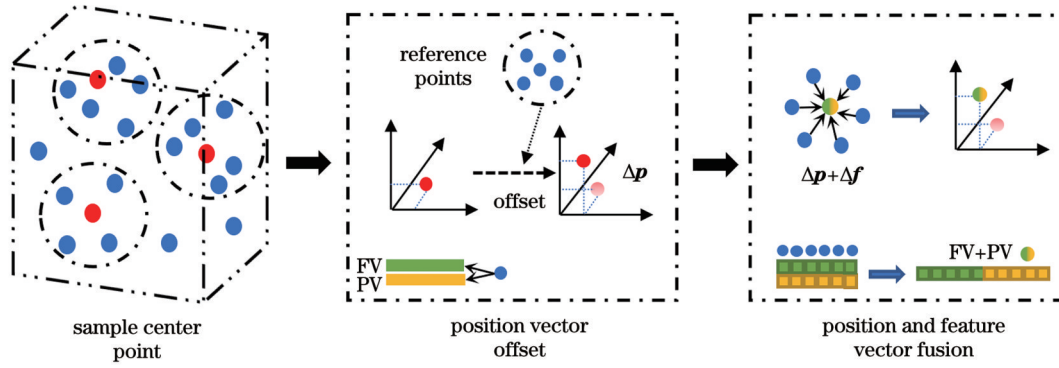 reference
points
offset
Δp
FV
PV
Δp+Δf
FV+PV
sample center
point
position vector
offset
position and feature
vector fusion